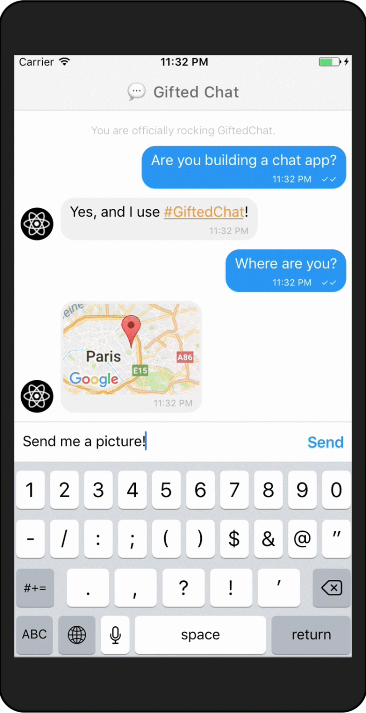 Carrier 11:32 PM
Gifted Chat
You are officially rocking GiftedChat.
Are you building a chat app?
11:32 PM
Yes, and I use #GiftedChat!
11:32 PM
Where are you?
11:32 PM
eine
Paris
A86
E15
Google
11:32 PM
Send me a picture! Send
1 2 3 4 5 6 7 8 9 0
- / : ; ( ) $ & @ "
#+= . , ? ! '
ABC space return